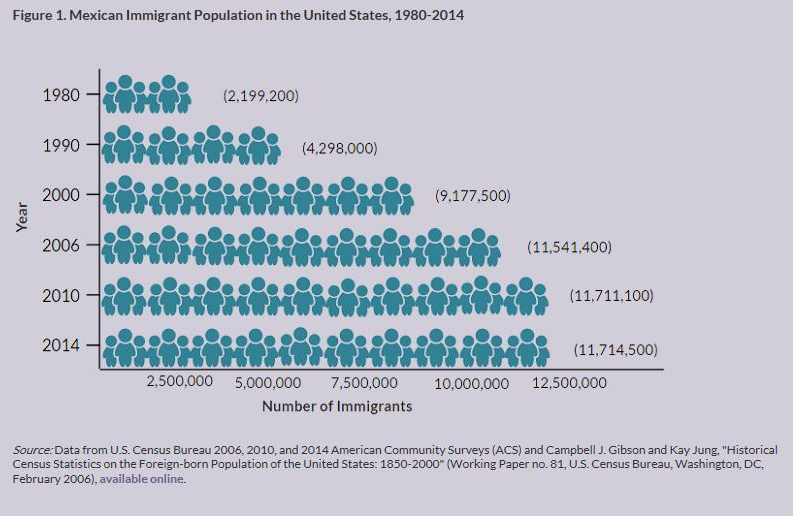 Figure 1. Mexican Immigrant Population in the United States, 1980-2014
1980 (2,199,200)
1990 (4,298,000)
2000 (9,177,500)
Year
2006 (11,541,400)
2010 (11,711,100)
2014 (11,714,500)
2,500,000 5,000,000 7,500,000 10,000,000 12,500,000
Number of Immigrants
Source: Data from U.S. Census Bureau 2006, 2010, and 2014 American Community Surveys (ACS) and Campbell J. Gibson and Kay Jung, "Historical
Census Statistics on the Foreign-born Population of the United States: 1850-2000" (Working Paper no. 81, U.S. Census Bureau, Washington, DC,
February 2006), available online.